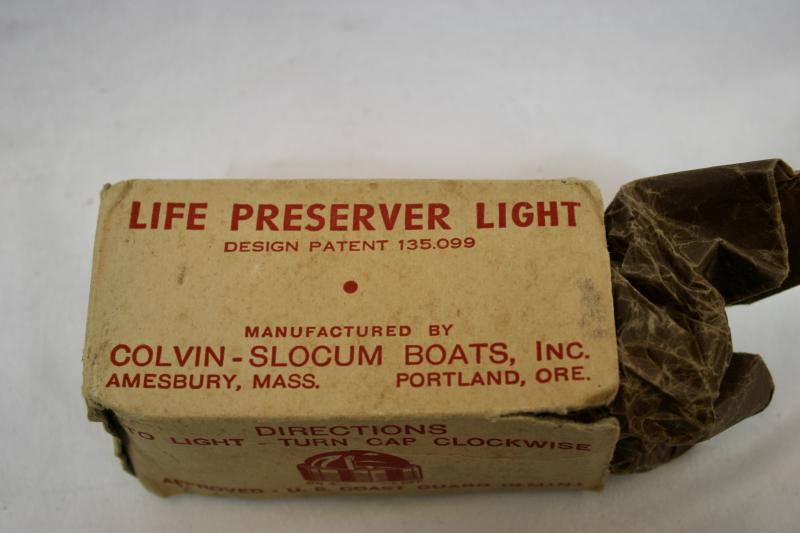 LIFE PRESERVER LIGHT
DESIGN PATENT 135.099
MANUFACTURED BY
COLVIN-SLOCUM BOATS, INC.
AMESBURY, MASS. PORTLAND, ORE.
DIRECTIONS
TO LIGHT - TURN CAP CLOCKWISE
APPROVED - U. S. COAST GUARD